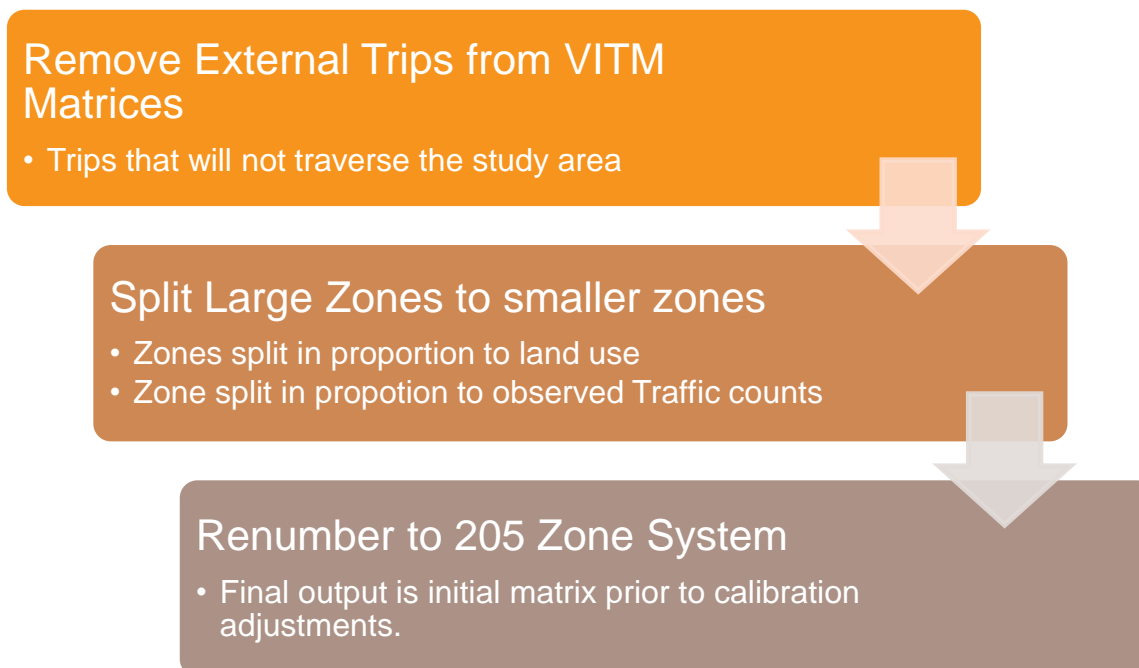 Remove External Trips from VITM
Matrices
• Trips that will not traverse the study area
Split Large Zones to smaller zones
• Zones split in proportion to land use
• Zone split in propotion to observed Traffic counts
Renumber to 205 Zone System
• Final output is initial matrix prior to calibration
adjustments.